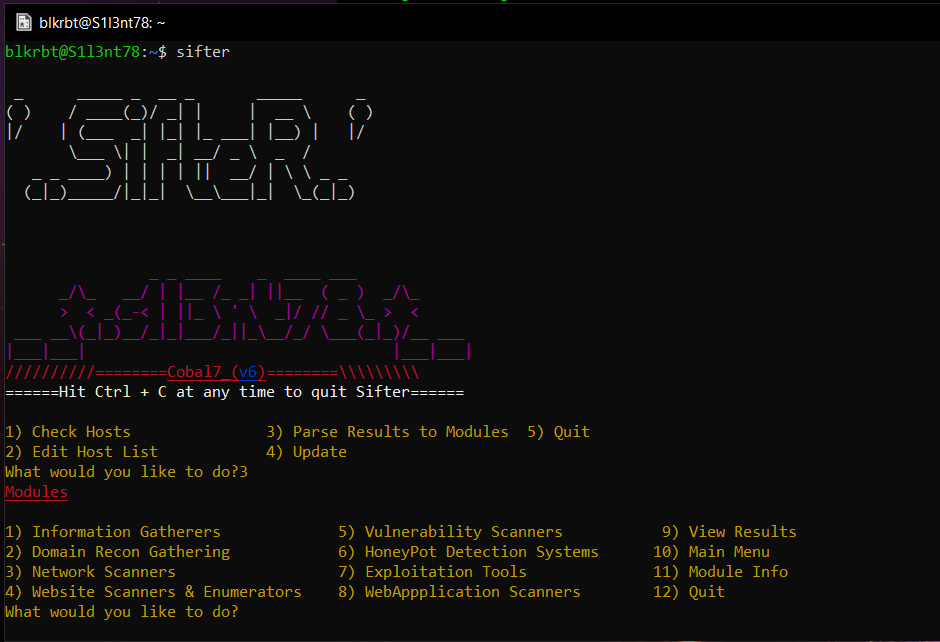 blkrbt@S1l3nt78: ~
blkrbt@S1l3nt78:~$ sifter
SifteR
//////////========Cobal7_(v6)========\\\\\\\\\
======Hit Ctrl + C at any time to quit Sifter======
1) Check Hosts 3) Parse Results to Modules 5) Quit
2) Edit Host List 4) Update
What would you like to do?3
Modules
1) Information Gatherers 5) Vulnerability Scanners 9) View Results
2) Domain Recon Gathering 6) HoneyPot Detection Systems 10) Main Menu
3) Network Scanners 7) Exploitation Tools 11) Module Info
4) Website Scanners & Enumerators 8) WebAppplication Scanners 12) Quit
What would you like to do?